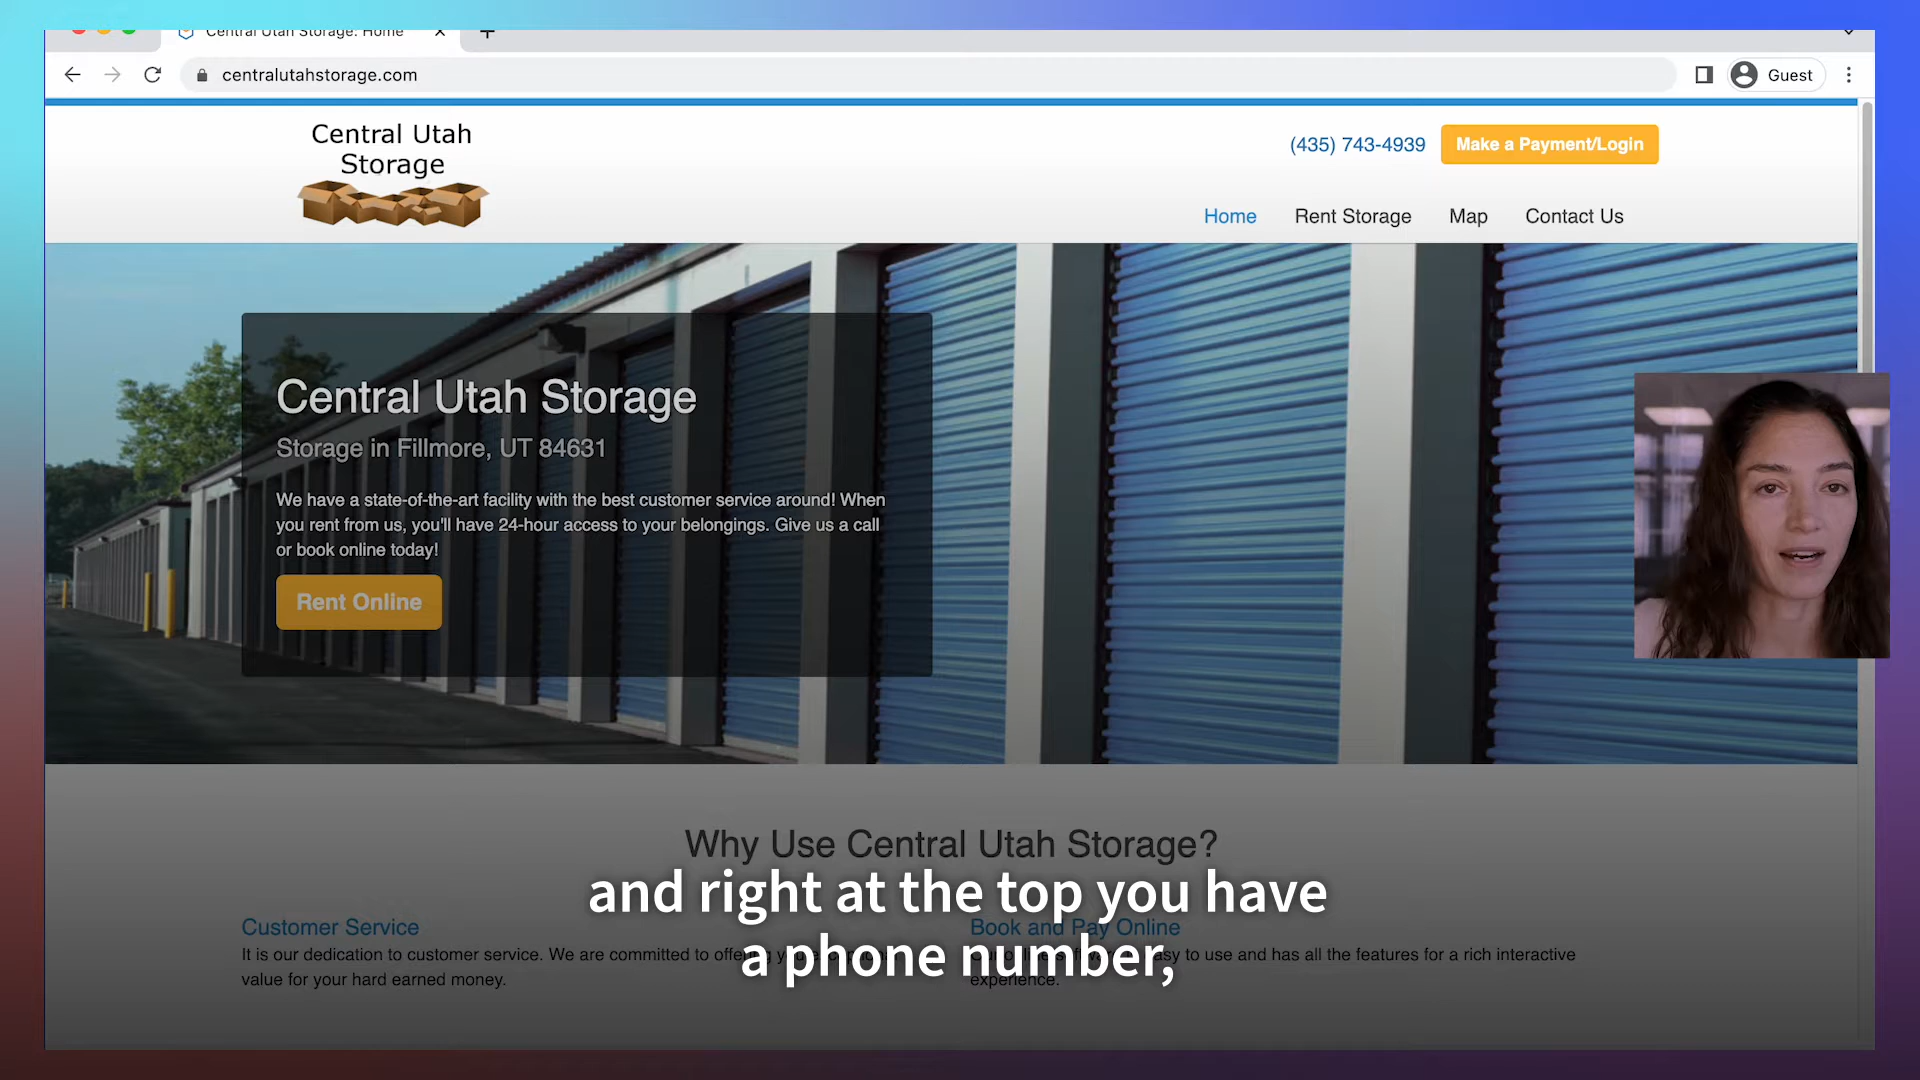 Central Utah Storage: Home
centralutahstorage.com
Guest
Central Utah
Storage
(435) 743-4939
Make a Payment/Login
Home
Rent Storage
Map
Contact Us
Central Utah Storage
Storage in Fillmore, UT 84631
We have a state-of-the-art facility with the best customer service around! When
you rent from us, you'll have 24-hour access to your belongings. Give us a call
or book online today!
Rent Online
Why Use Central Utah Storage?
and right at the top you have
a phone number,
Customer Service
It is our dedication to customer service. We are committed to offering
value for your hard earned money.
Book and Pay Online
easy to use and has all the features for a rich interactive
experience.